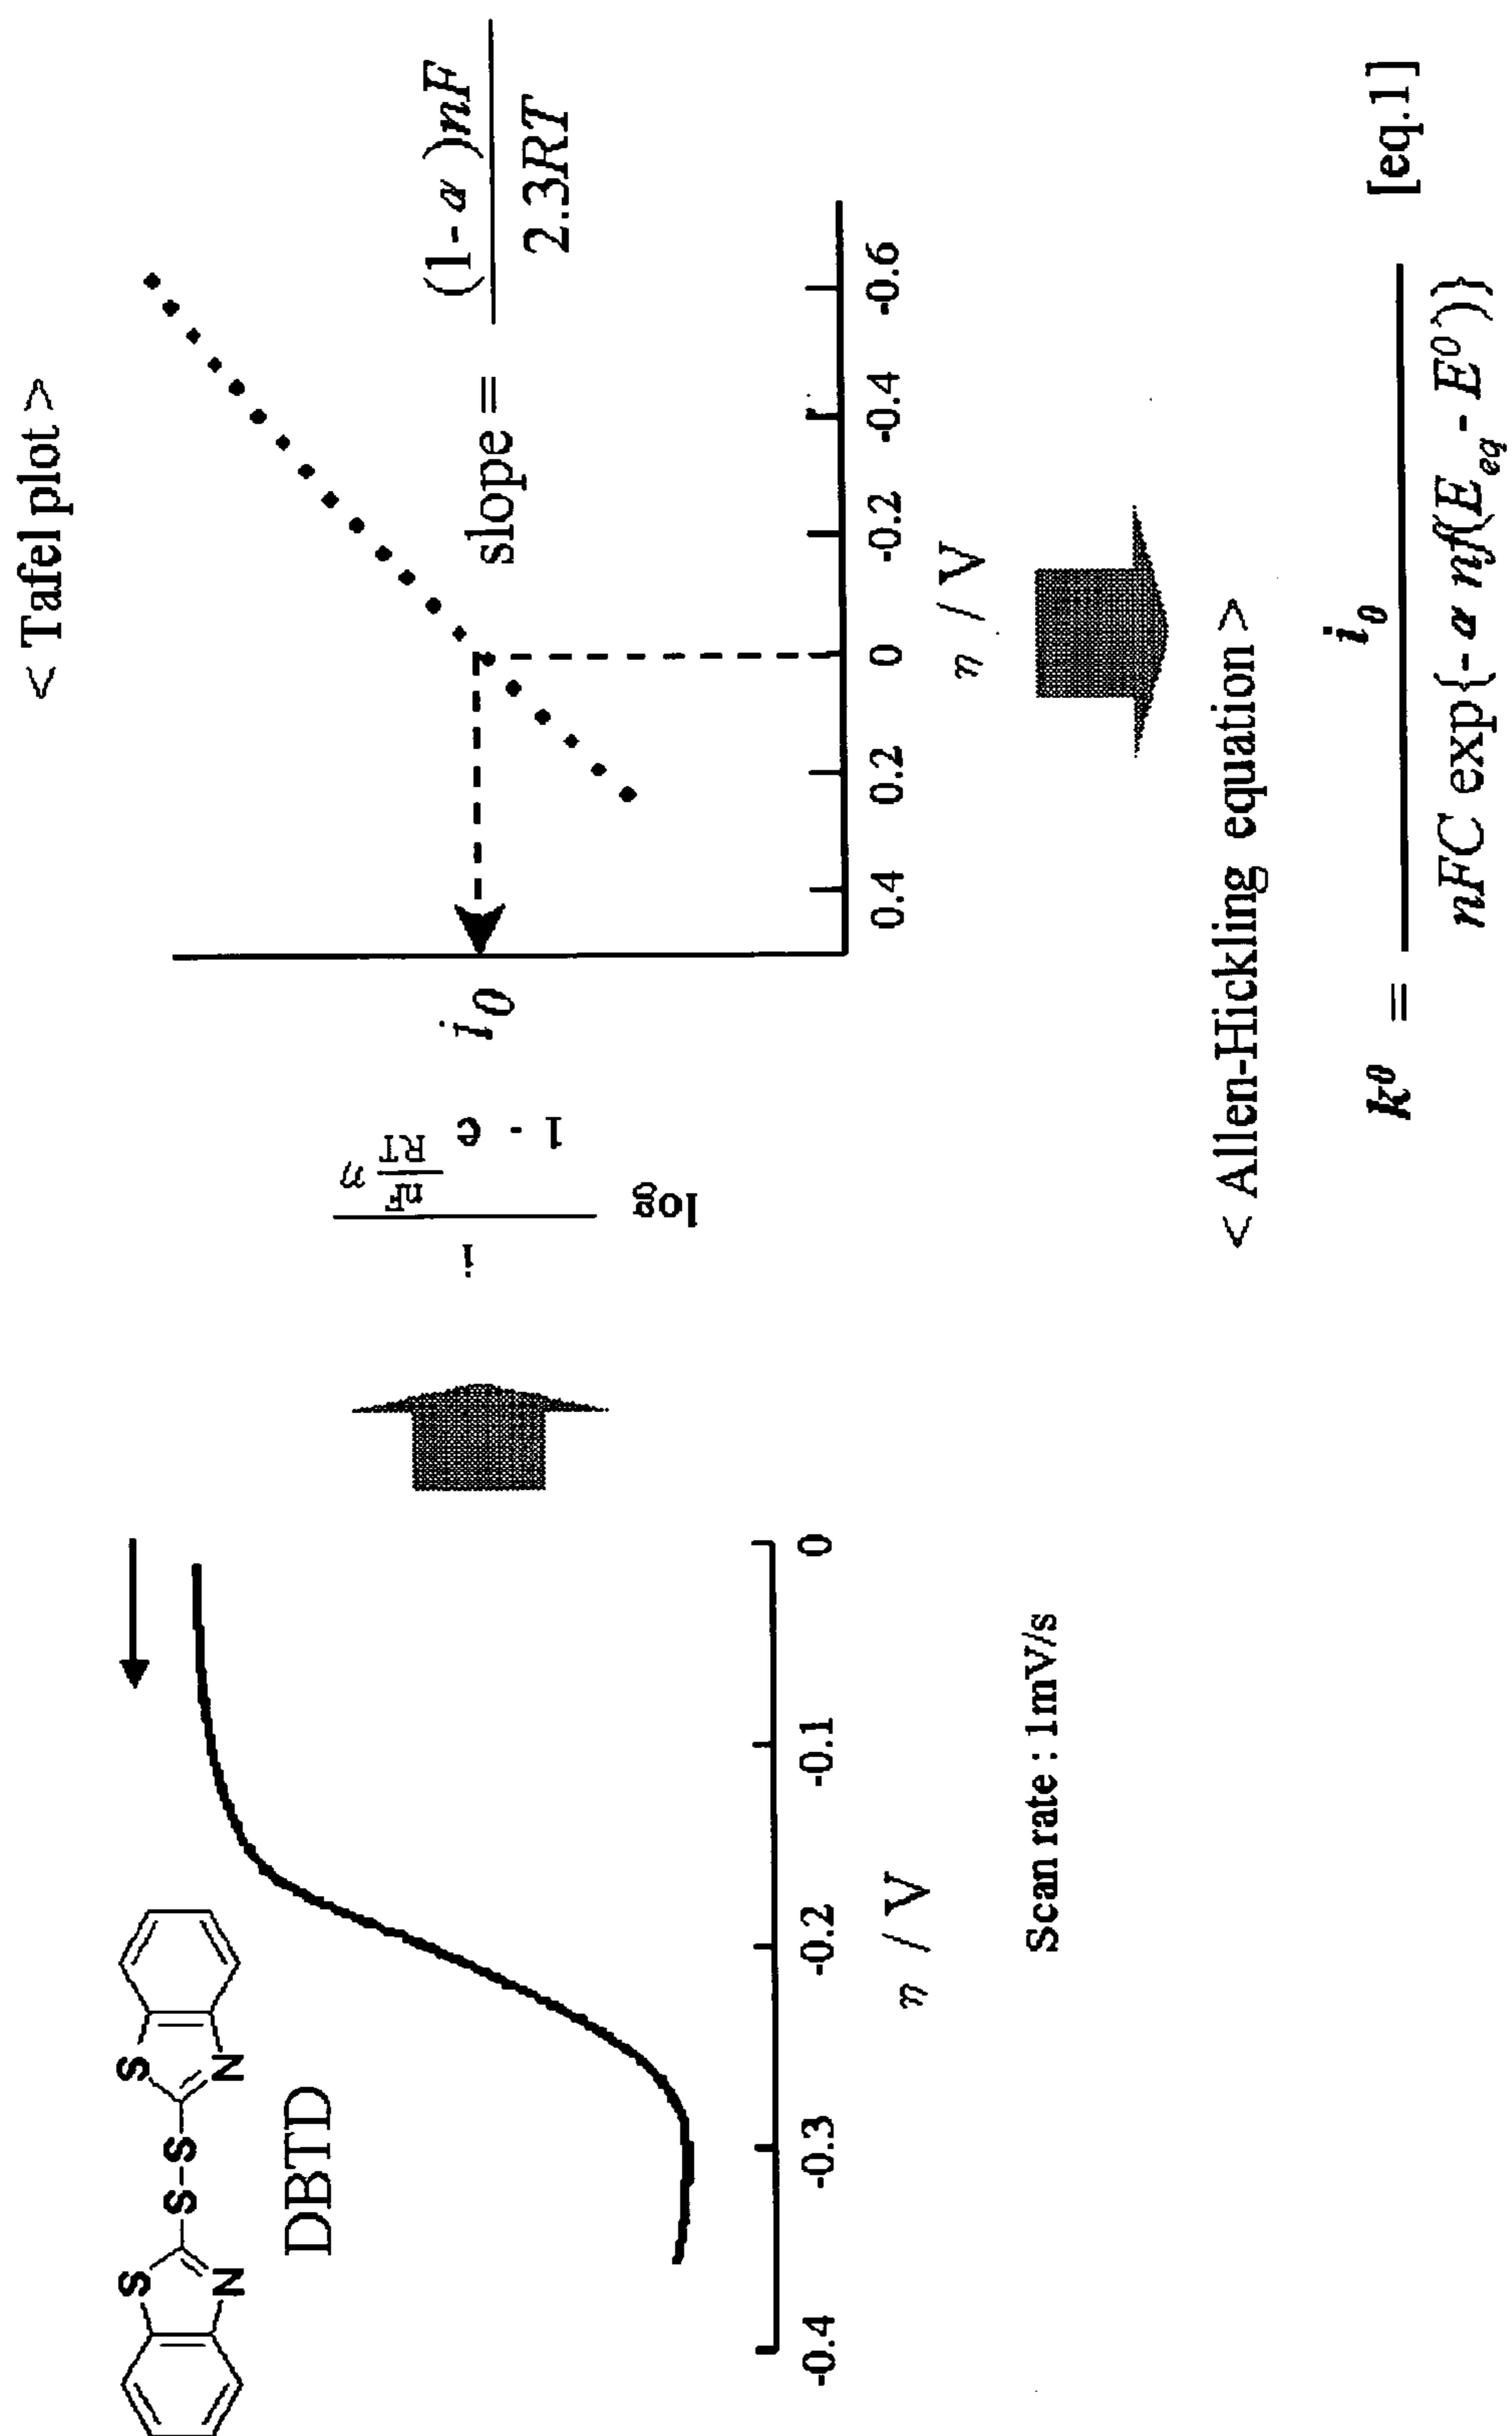 S
N
S-S
S
N
DBTD
-0.4 -0.3 -0.2 -0.1 0
η / V
Scan rate : 1mV/s
< Tafel plot >
log i / 1 - e nF/RT η
i0
slope = (1-α)nF / 2.3RT
0.4 0.2 0 -0.2 -0.4 -0.6
η / V
< Allen-Hickling equation >
k⁰ = i0 / nFC exp{-α nf(Eeq - E⁰))} [eq.1]